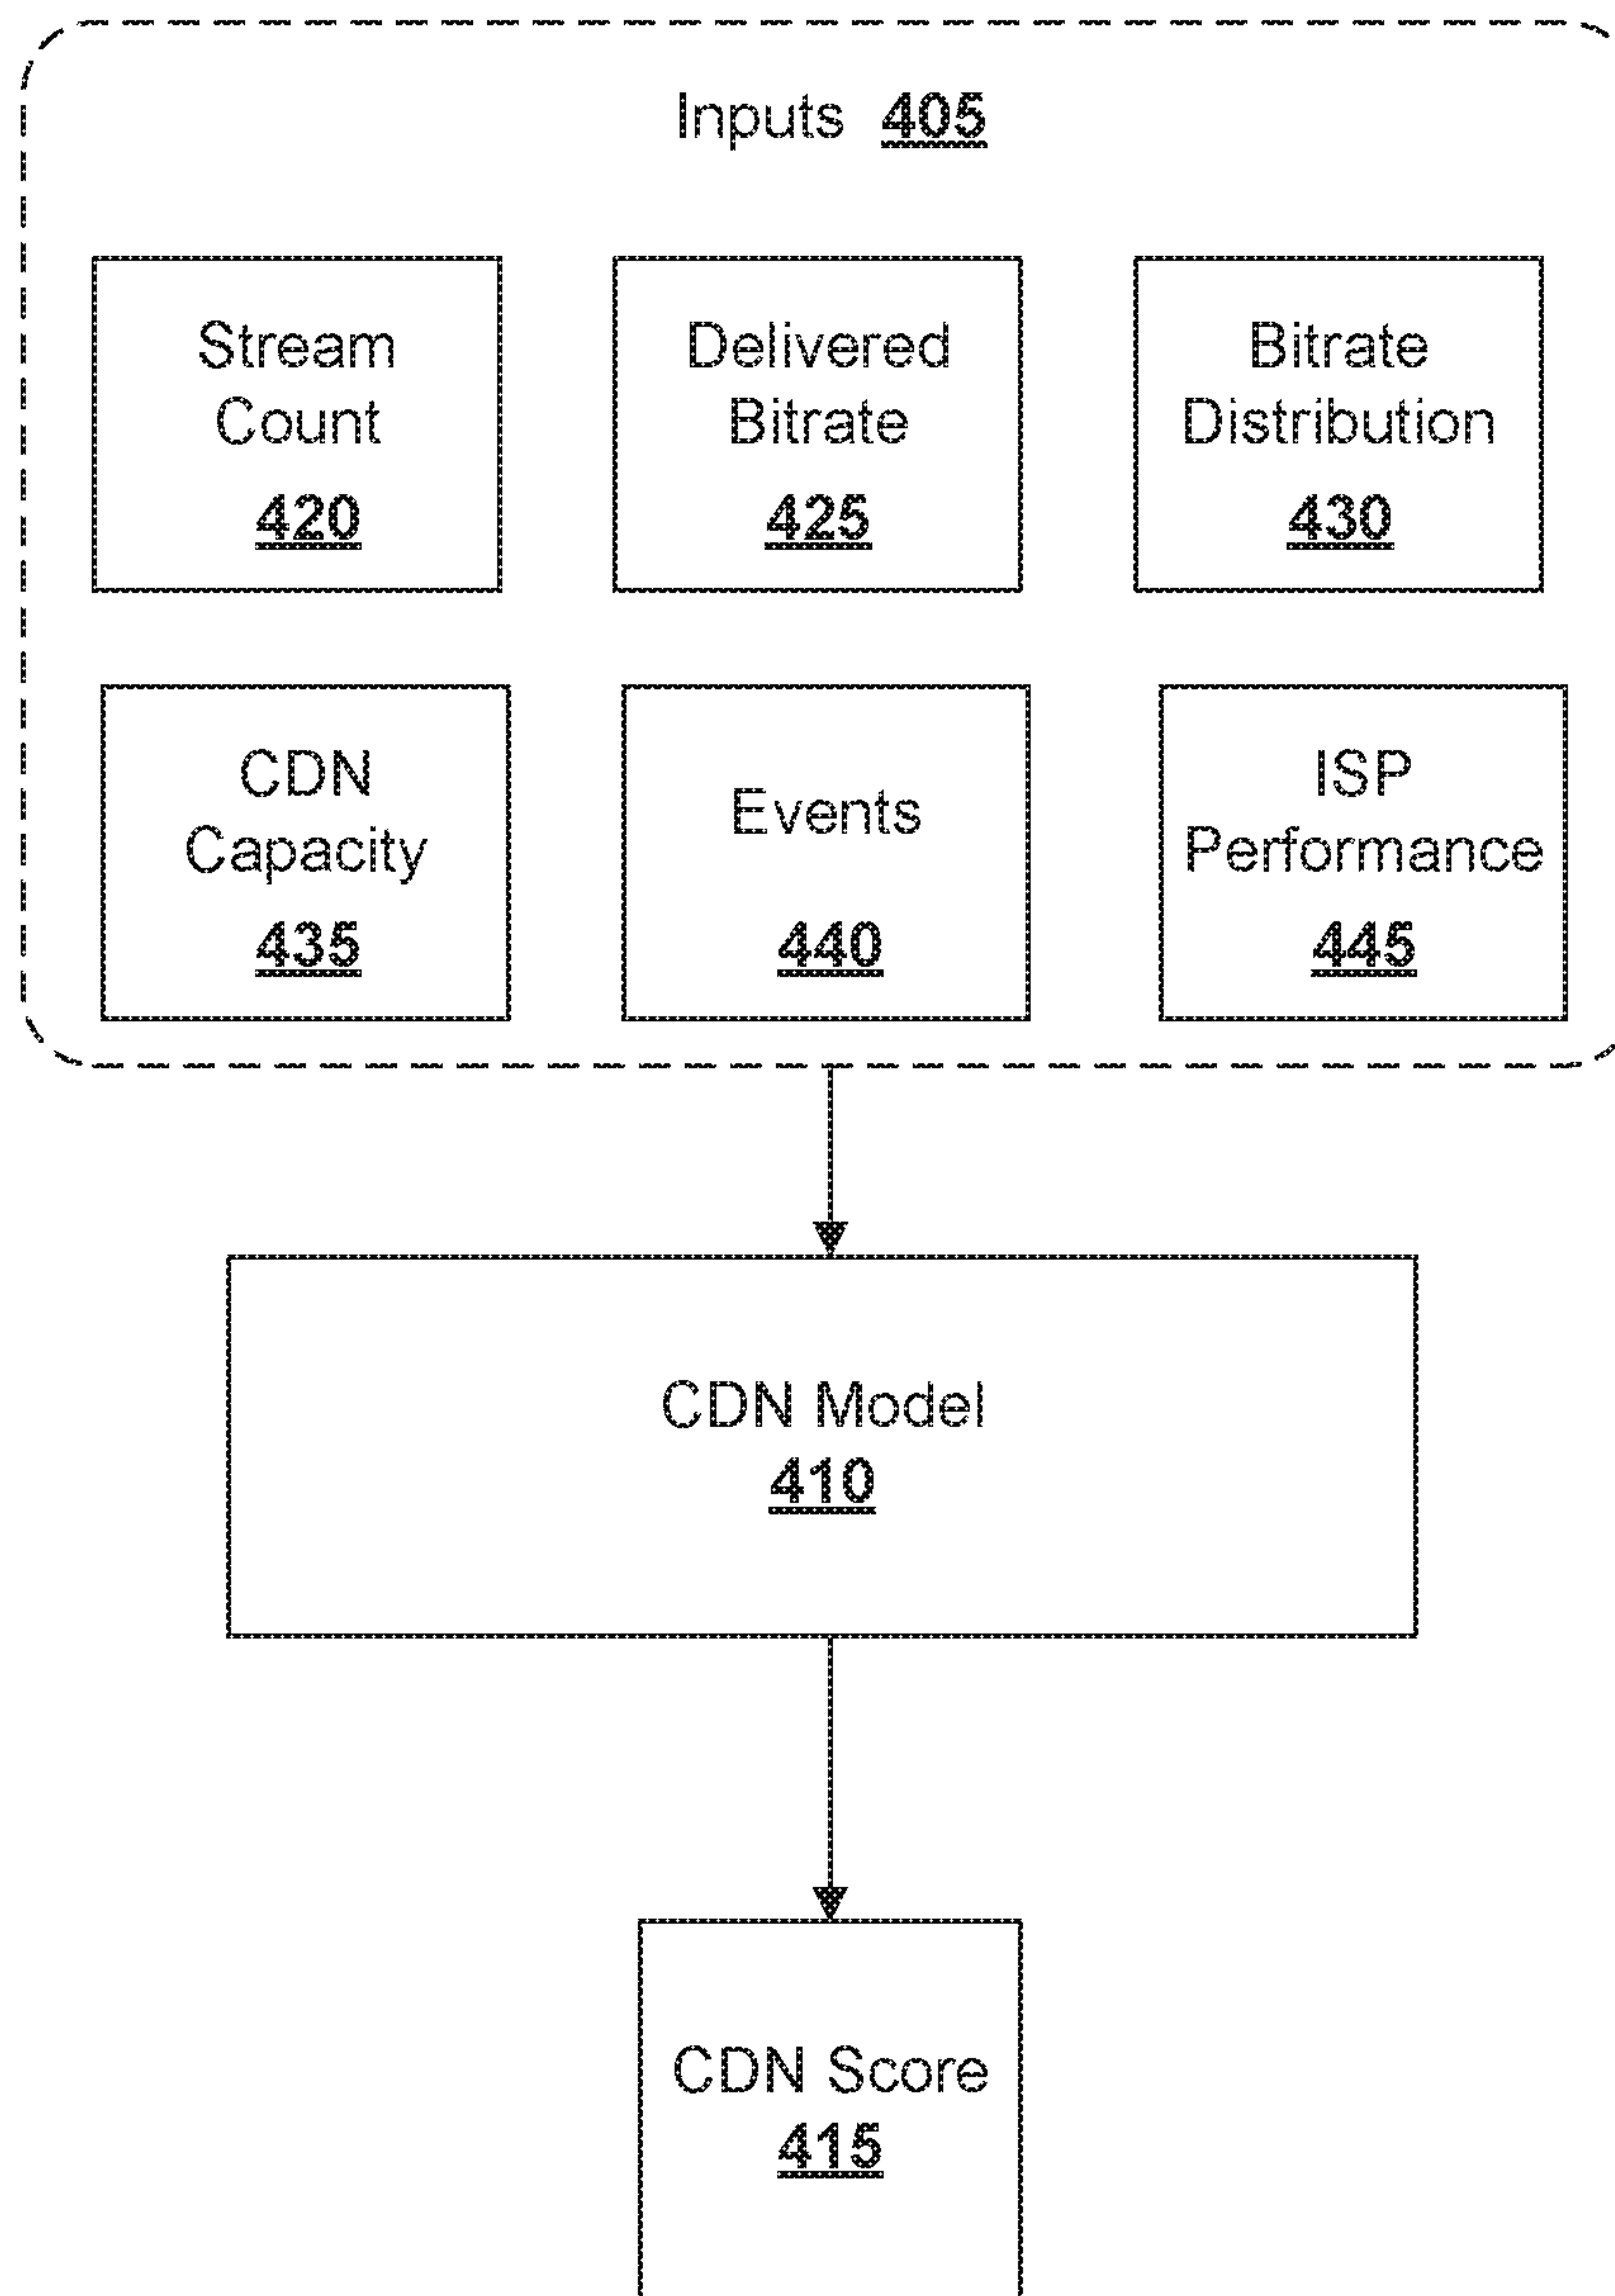 Inputs 405
Stream
Count
420
Delivered
Bitrate
425
Bitrate
Distribution
430
CDN
Capacity
435
Events
440
ISP
Performance
445
CDN Model
410
CDN Score
415